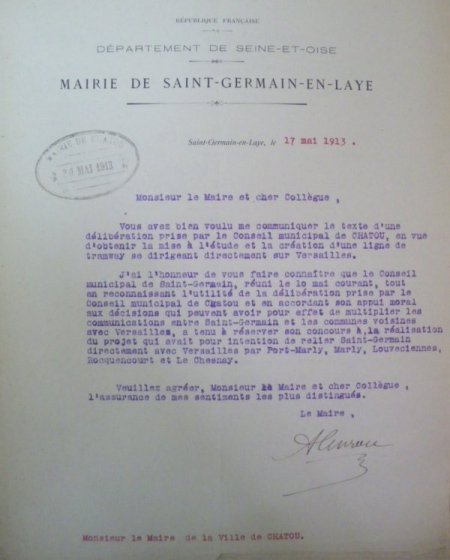 RÉPUBLIQUE FRANÇAISE
DÉPARTEMENT DE SEINE-ET-OISE
MAIRIE DE SAINT-GERMAIN-EN-LAYE
Saint-Germain-en-Laye, le 17 mai 1913.
MAIRIE DE CHATOU
20 MAI 1913
Monsieur le Maire et cher Collègue,
Vous avez bien voulu me communiquer le texte d'une
délibération prise par le Conseil municipal de CHATOU, en vue
d'obtenir la mise à l'étude et la création d'une ligne de
tramway se dirigeant directement sur Versailles.
J'ai l'honneur de vous faire connaître que le Conseil
municipal de Saint-Germain, réuni le 10 mai courant, tout
en reconnaissant l'utilité de la délibération prise par le
Conseil municipal de Chatou et en accordant son appui moral
aux décisions qui peuvent avoir pour effet de multiplier les
communications entre Saint-Germain et les communes voisines
avec Versailles, a tenu à réserver son concours à la réalisation
du projet qui avait pour intention de relier Saint-Germain
directement avec Versailles par Port-Marly, Marly, Louveciennes,
Rocquencourt et Le Chesnay.
Veuillez agréer, Monsieur le Maire et cher Collègue,
l'assurance de mes sentiments les plus distingués.
Le Maire,
Monsieur le Maire de la Ville de CHATOU.